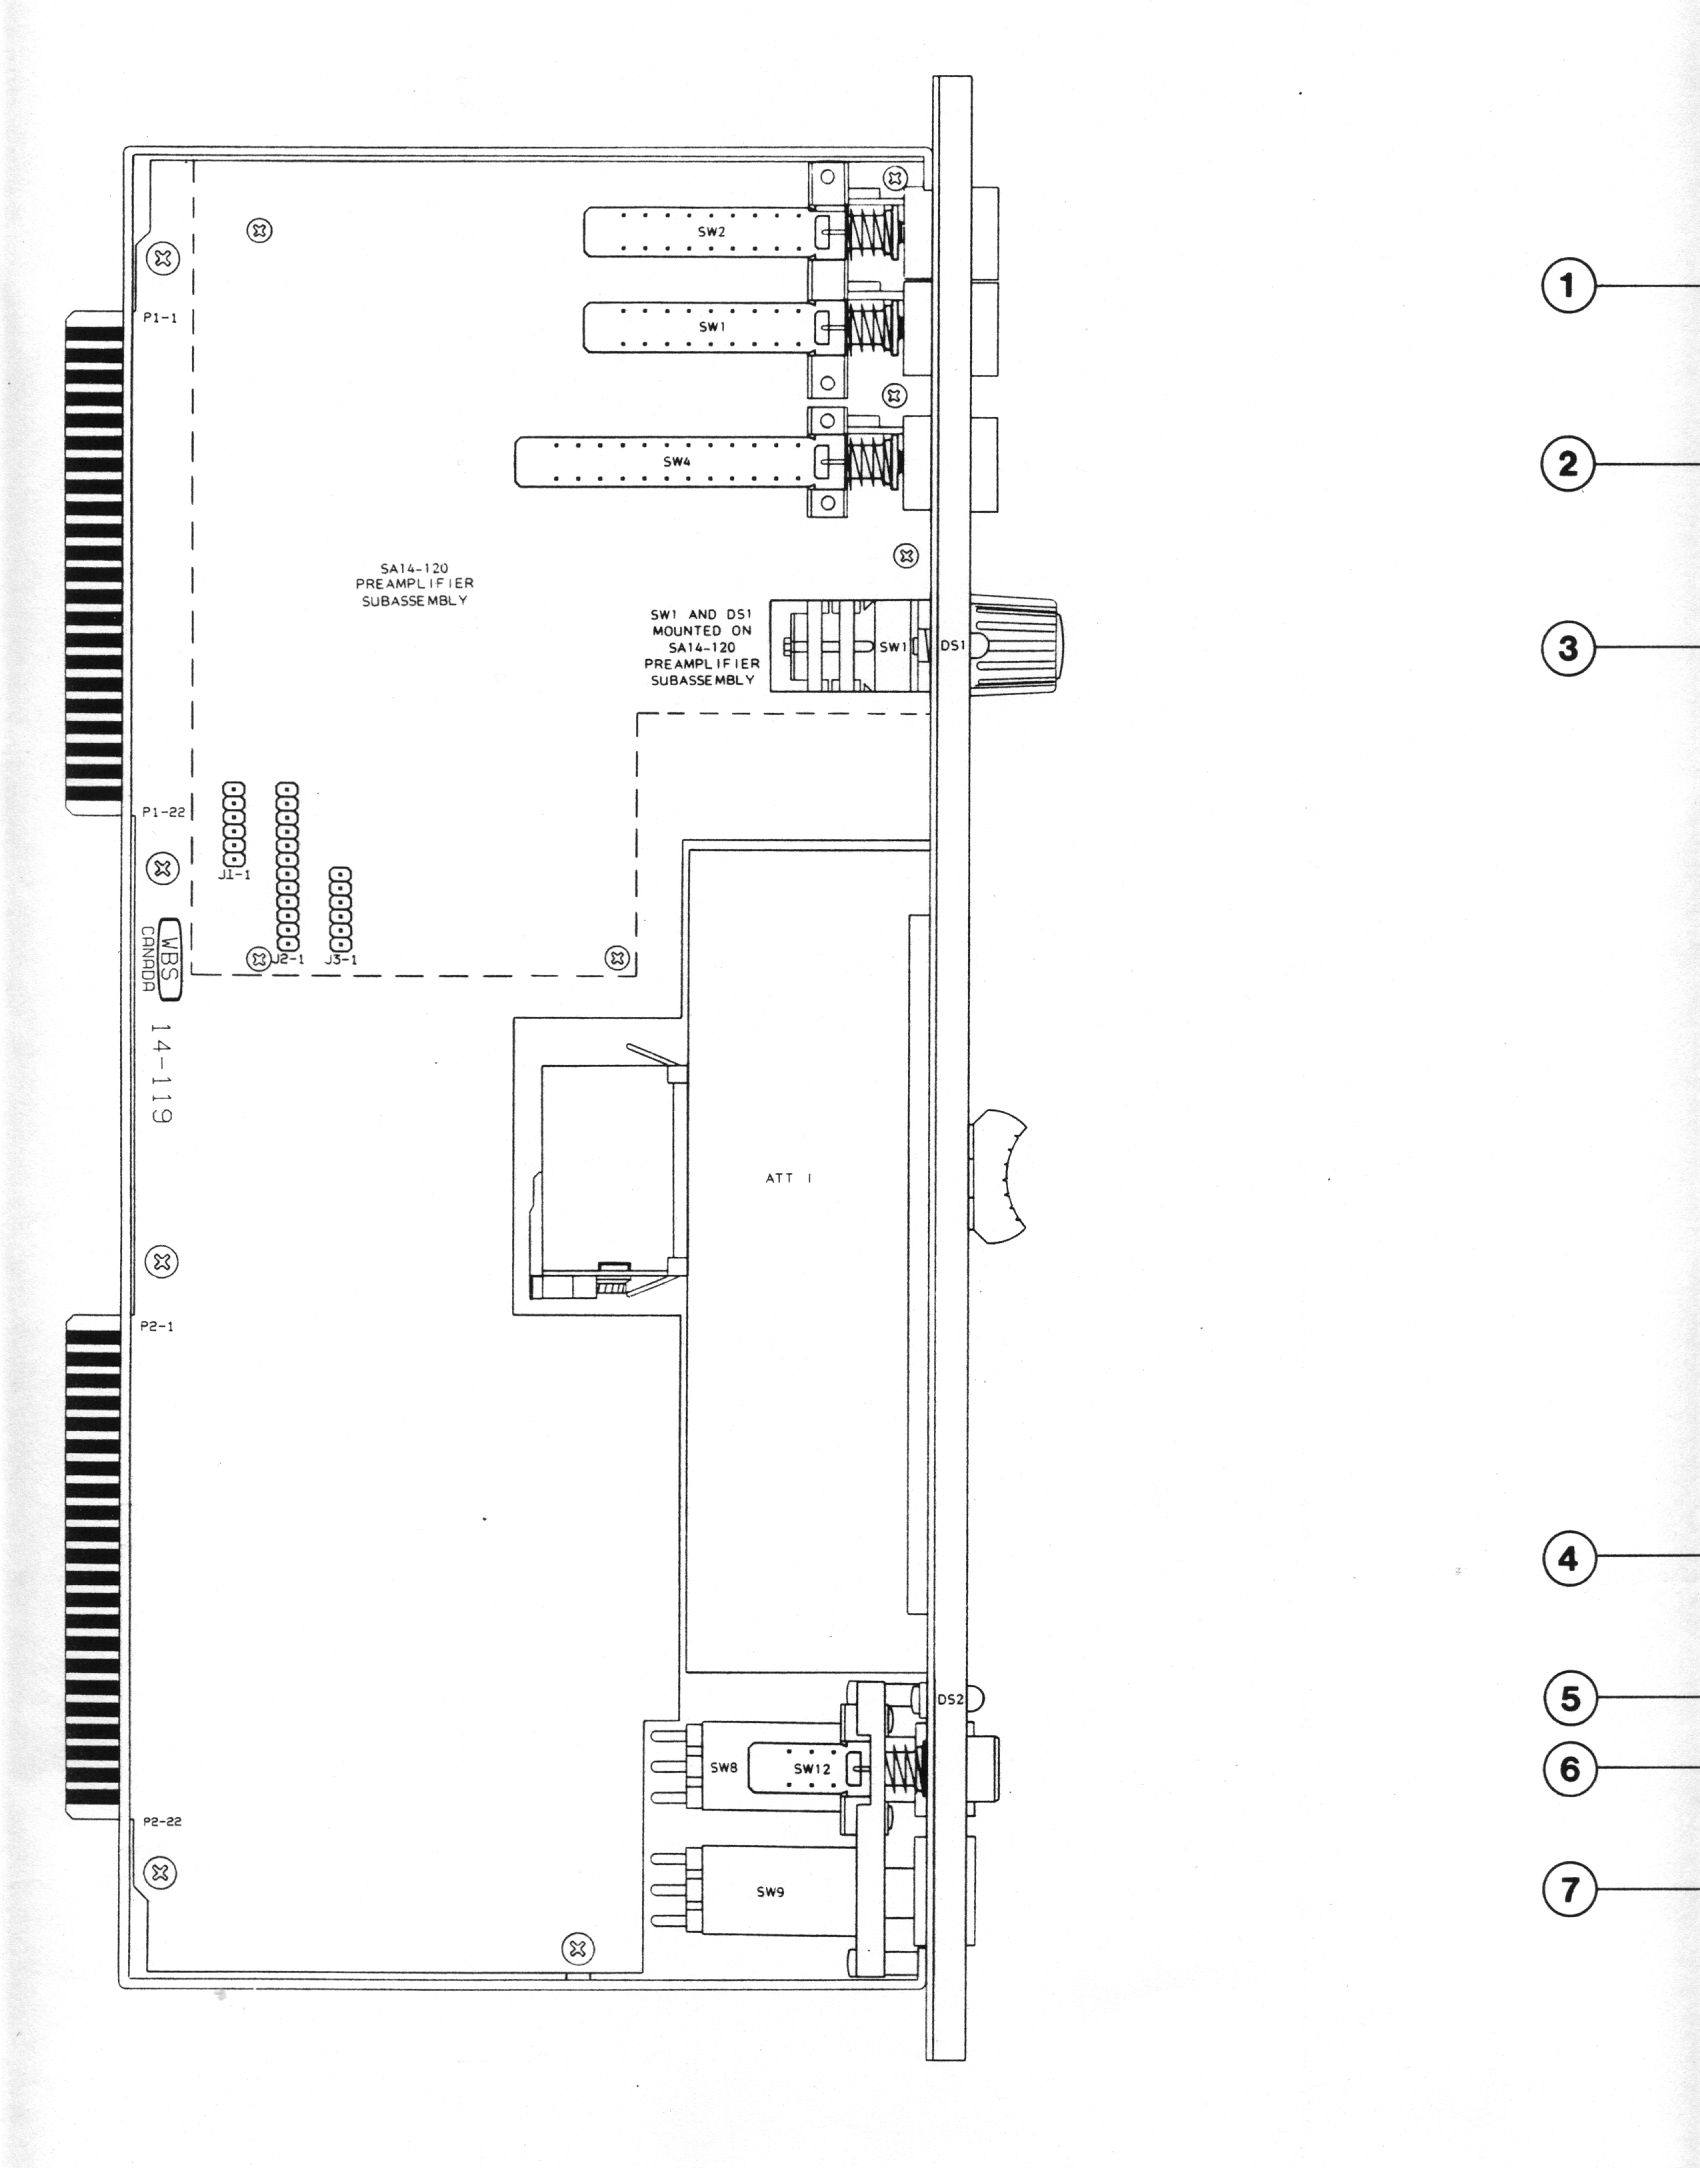 SW2
1
P1-1
SW1
SW4
2
SA14-120
PREAMPLIFIER
SUBASSEMBLY
SW1 AND DS1
MOUNTED ON
SA14-120
PREAMPLIFIER
SUBASSEMBLY
SW1
DS1
3
P1-22
J1-1
J2-1
J3-1
WBS
CANADA
14-119
ATT 1
P2-1
4
DS2
5
SW8
SW12
6
P2-22
SW9
7